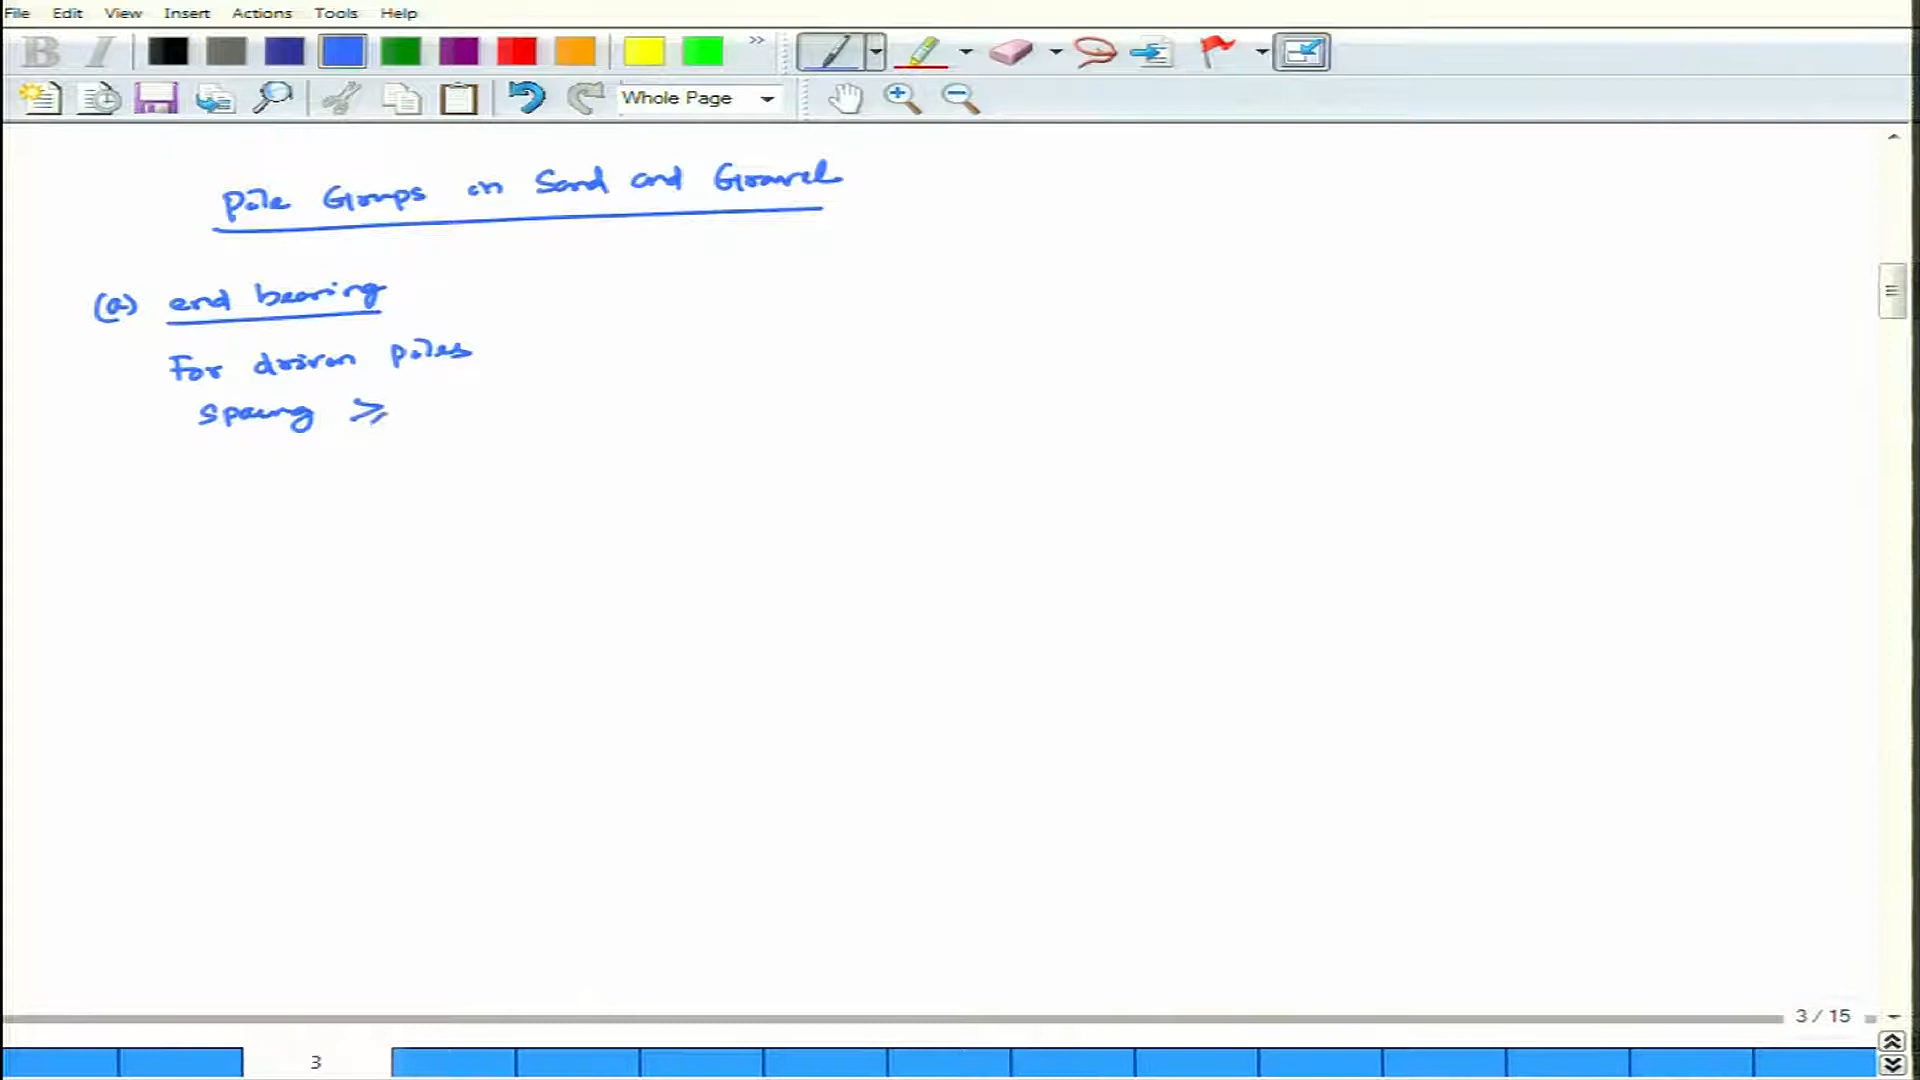 File Edit View Insert Actions Tools Help
B I
Whole Page
Pile Groups in Sand and Gravel
(a) end bearing
For driven piles
spacing ⩾
3 / 15
3